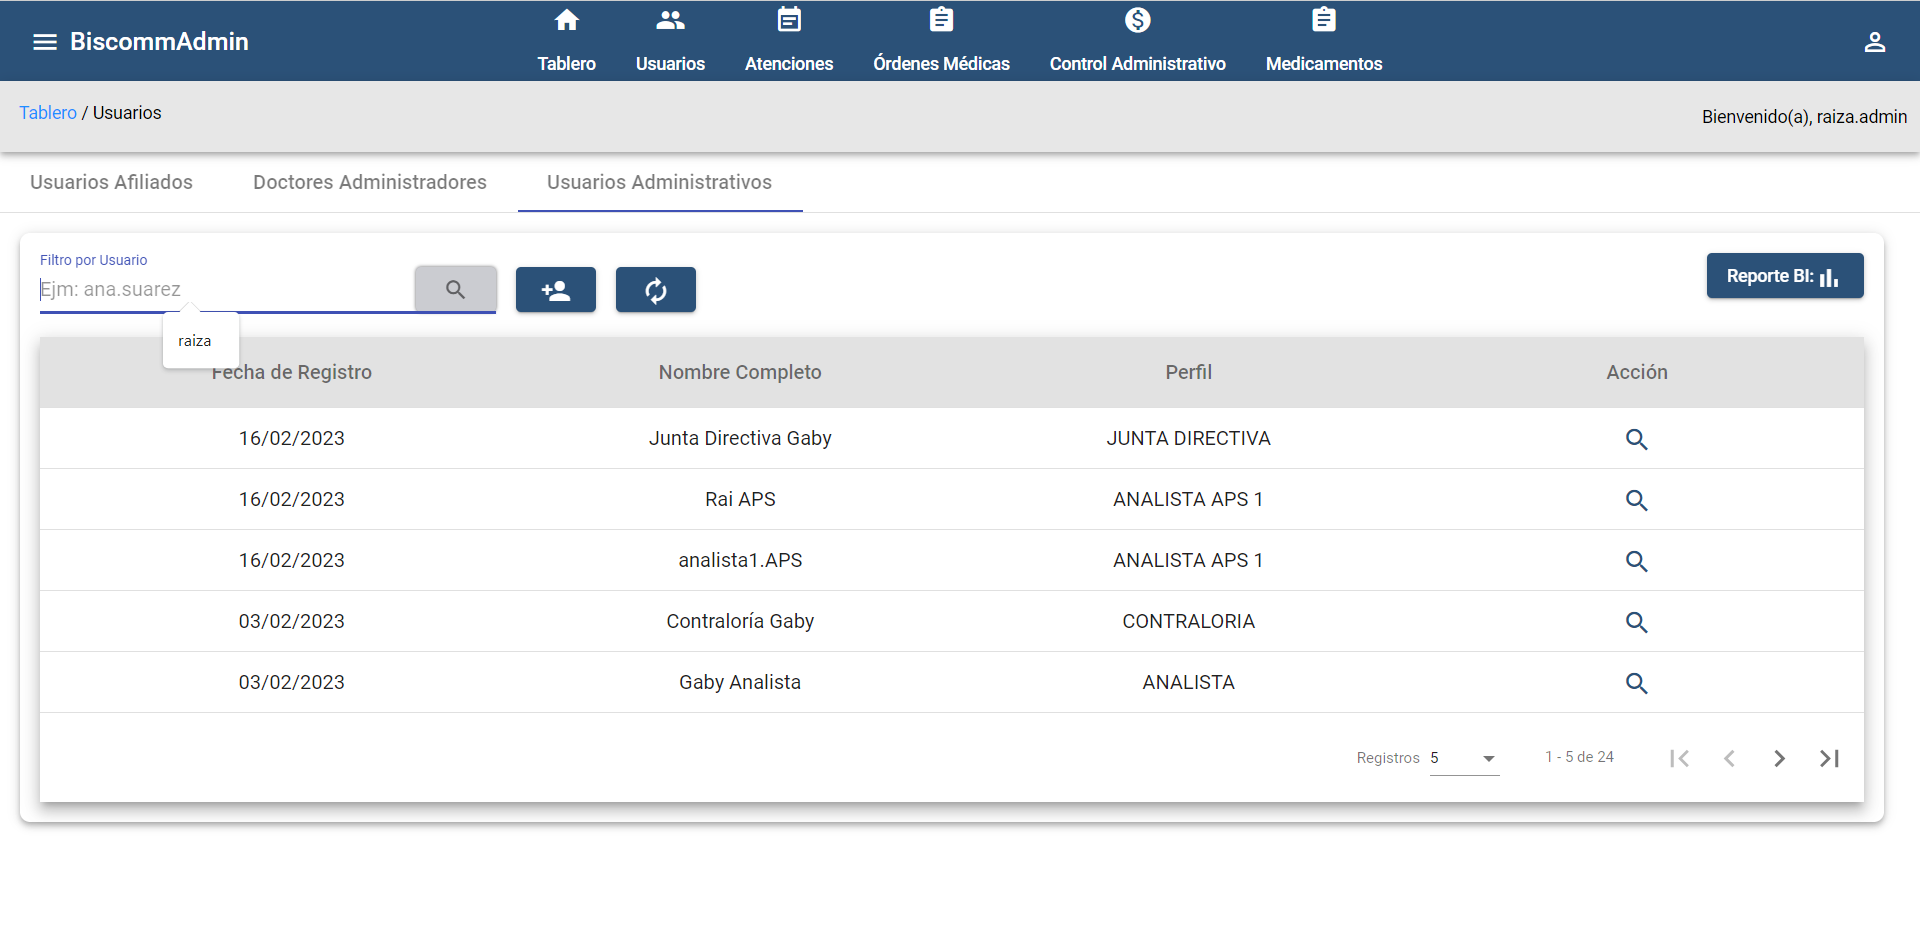 BiscommAdmin
Tablero
Usuarios
Atenciones
Órdenes Médicas
Control Administrativo
Medicamentos
Tablero / Usuarios
Bienvenido(a), raiza.admin
Usuarios Afiliados
Doctores Administradores
Usuarios Administrativos
Filtro por Usuario
Ejm: ana.suarez
Reporte BI:
raiza
Fecha de Registro Nombre Completo Perfil Acción
16/02/2023 Junta Directiva Gaby JUNTA DIRECTIVA
16/02/2023 Rai APS ANALISTA APS 1
16/02/2023 analista1.APS ANALISTA APS 1
03/02/2023 Contraloría Gaby CONTRALORIA
03/02/2023 Gaby Analista ANALISTA
Registros 5 1 - 5 de 24